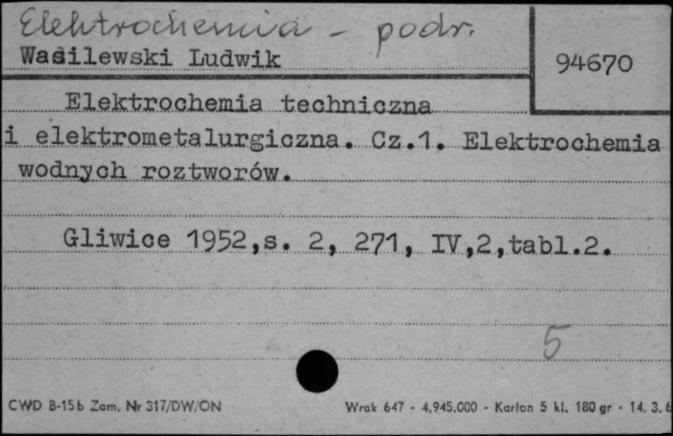 Elektrochemia - podr.
Wasilewski Ludwik
94670
Elektrochemia techniczna
i elektrometalurgiczna. Cz.1. Elektrochemia
wodnych roztworów.
Gliwice 1952,s. 2, 271, IV,2,tabl.2.
5
CWD B-15b Zam. Nr 317/DW/ON
Wrak 647 - 4.945.000 - Karton 5 kl. 180 gr - 14. 3. 6